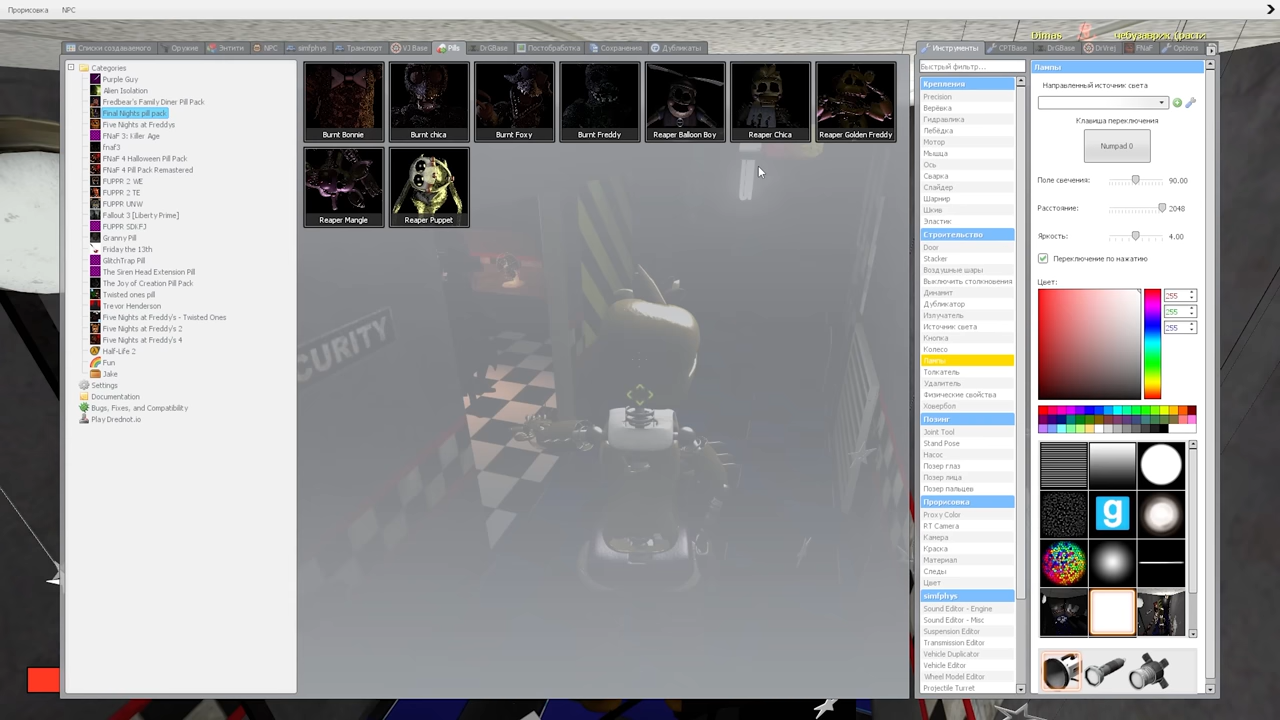 Прорисовка NPC
Dimas чебузаврик (раств
Списки создаваемого Оружие Энтити NPC simfphys Транспорт VJ Base Pills DrGBase Постобработка Сохранения Дубликаты
Categories
Purple Guy
Alien Isolation
Fredbear's Family Diner Pill Pack
Final Nights pill pack
Five Nights at Freddys
FNaF 3: Killer Age
fnaf3
FNaF 4 Halloween Pill Pack
FNaF 4 Pill Pack Remastered
FUPPR 2 WE
FUPPR 2 TE
FUPPR UNW
Fallout 3 [Liberty Prime]
FUPPR SDII.FJ
Granny Pill
Friday the 13th
GlitchTrap Pill
The Siren Head Extension Pill
The Joy of Creation Pill Pack
Twisted ones pill
Trevor Henderson
Five Nights at Freddy's - Twisted Ones
Five Nights at Freddy's 2
Five Nights at Freddy's 4
Half-Life 2
Fun
Jake
Settings
Documentation
Bugs, Fixes, and Compatibility
Play Drednot.io
Burnt Bonnie
Burnt chica
Burnt Foxy
Burnt Freddy
Reaper Balloon Boy
Reaper Chica
Reaper Golden Freddy
Reaper Mangle
Reaper Puppet
SECURITY
Инструменты CPTBase DrGBase DrVrej FNaF Options
Быстрый фильтр...
Крепления
Precision
Верёвка
Гидравлика
Лебёдка
Мотор
Мышца
Ось
Сварка
Слайдер
Шарнир
Шкив
Эластик
Строительство
Door
Stacker
Воздушные шары
Выключить столкновения
Динамит
Дубликатор
Излучатель
Источник света
Кнопка
Колесо
Лампы
Толкатель
Удалитель
Физические свойства
Ховербол
Позинг
Joint Tool
Stand Pose
Насос
Позер глаз
Позер лица
Позер пальцев
Прорисовка
Proxy Color
RT Camera
Камера
Краска
Материал
Следы
Цвет
simfphys
Sound Editor - Engine
Sound Editor - Misc
Suspension Editor
Transmission Editor
Vehicle Duplicator
Vehicle Editor
Wheel Model Editor
Projectile Turret
Лампы
Направленный источник света
Клавиша переключения
Numpad 0
Поле свечения: 90.00
Расстояние: 2048
Яркость: 4.00
Переключение по нажатию
Цвет:
255
255
255
g